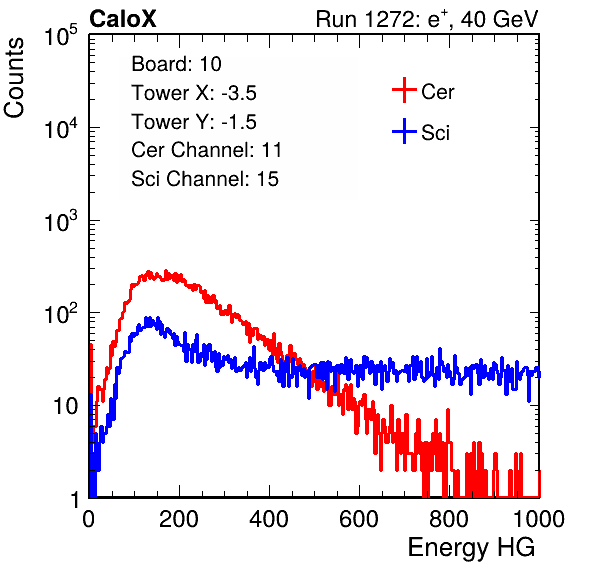 CaloX Run 1272: e⁺, 40 GeV
Counts
10⁵
10⁴
10³
10²
10
1
Board: 10
Tower X: -3.5
Tower Y: -1.5
Cer Channel: 11
Sci Channel: 15
Cer
Sci
0 200 400 600 800 1000
Energy HG